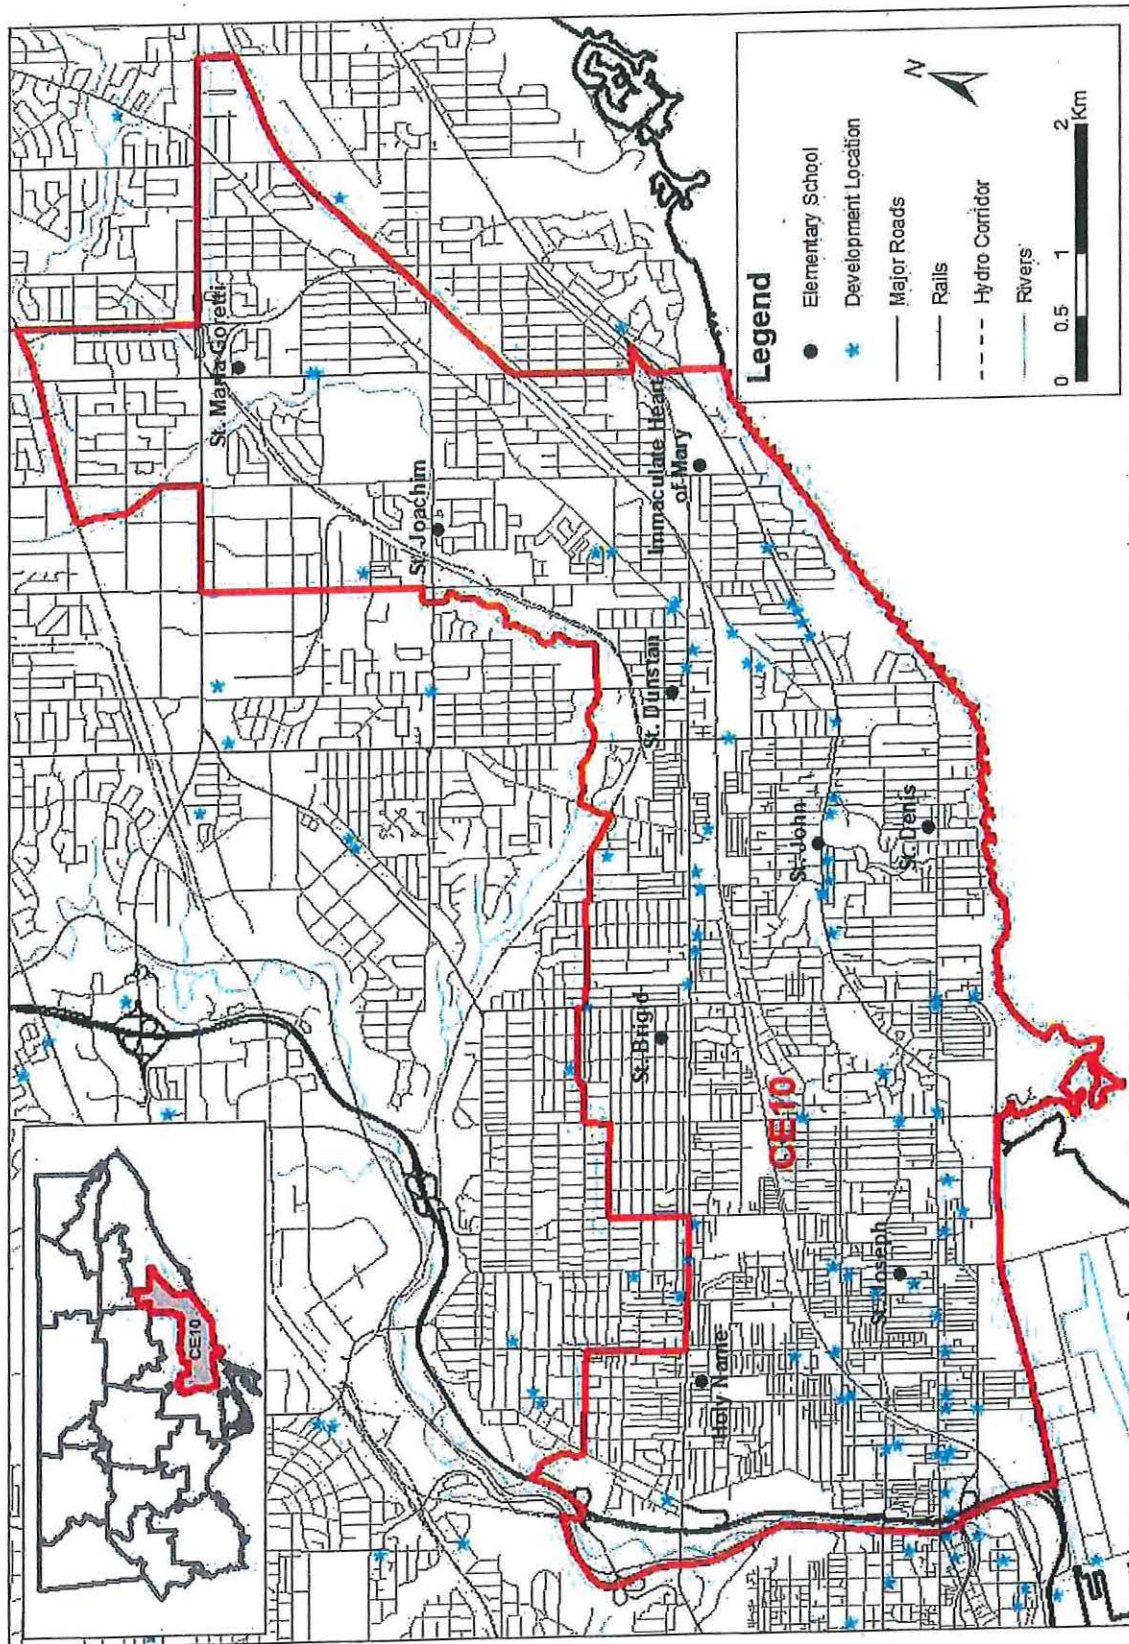 CE10
St. Maria Goretti
St. Joachim
Immaculate Heart
of Mary
St. Dunstan
St. John
St. Denis
St. Brigid
CE10
St. Joseph
Holy Name
Legend
Elementary School
Development Location
Major Roads
Rails
Hydro Corridor
Rivers
N
0 0.5 1 2
Km